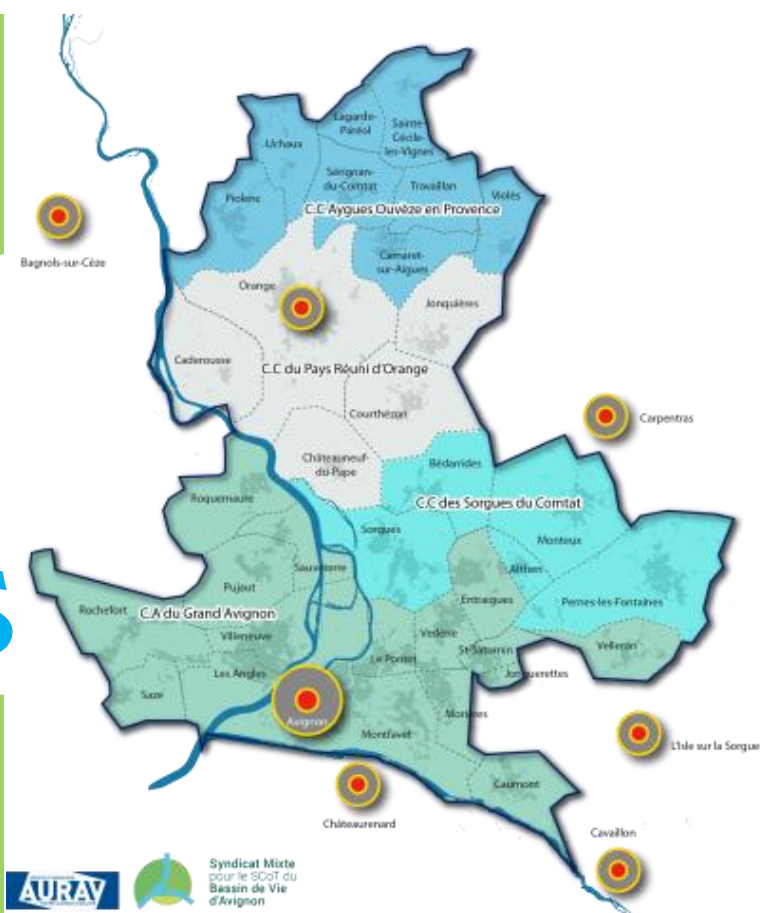 Lagarde-
Paréol
Sainte-
Cécile-
les-Vignes
Uchaux
Sérignan-
du-Comtat
Travaillan
Violès
Piolenc
C.C Aygues Ouvèze en Provence
Camaret-
sur-Aigues
Bagnols-sur-Cèze
Orange
Jonquières
Caderousse
C.C du Pays Réuni d'Orange
Courthézon
Carpentras
Châteauneuf-
du-Pape
Bédarrides
Roquemaure
C.C des Sorgues du Comtat
Sorgues
Monteux
Sauveterre
Althen
Pujaut
Entraigues
Pernes-les-Fontaines
Rochefort
C.A du Grand Avignon
Villeneuve
Vedène
St-Saturnin
Velleron
Les Angles
Le Pontet
Jonquerettes
Saze
Morières
Avignon
Montfavet
L'Isle sur la Sorgue
Caumont
Châteaurenard
Cavaillon
AURAV
Syndicat Mixte
pour le SCoT du
Bassin de Vie
d'Avignon
S